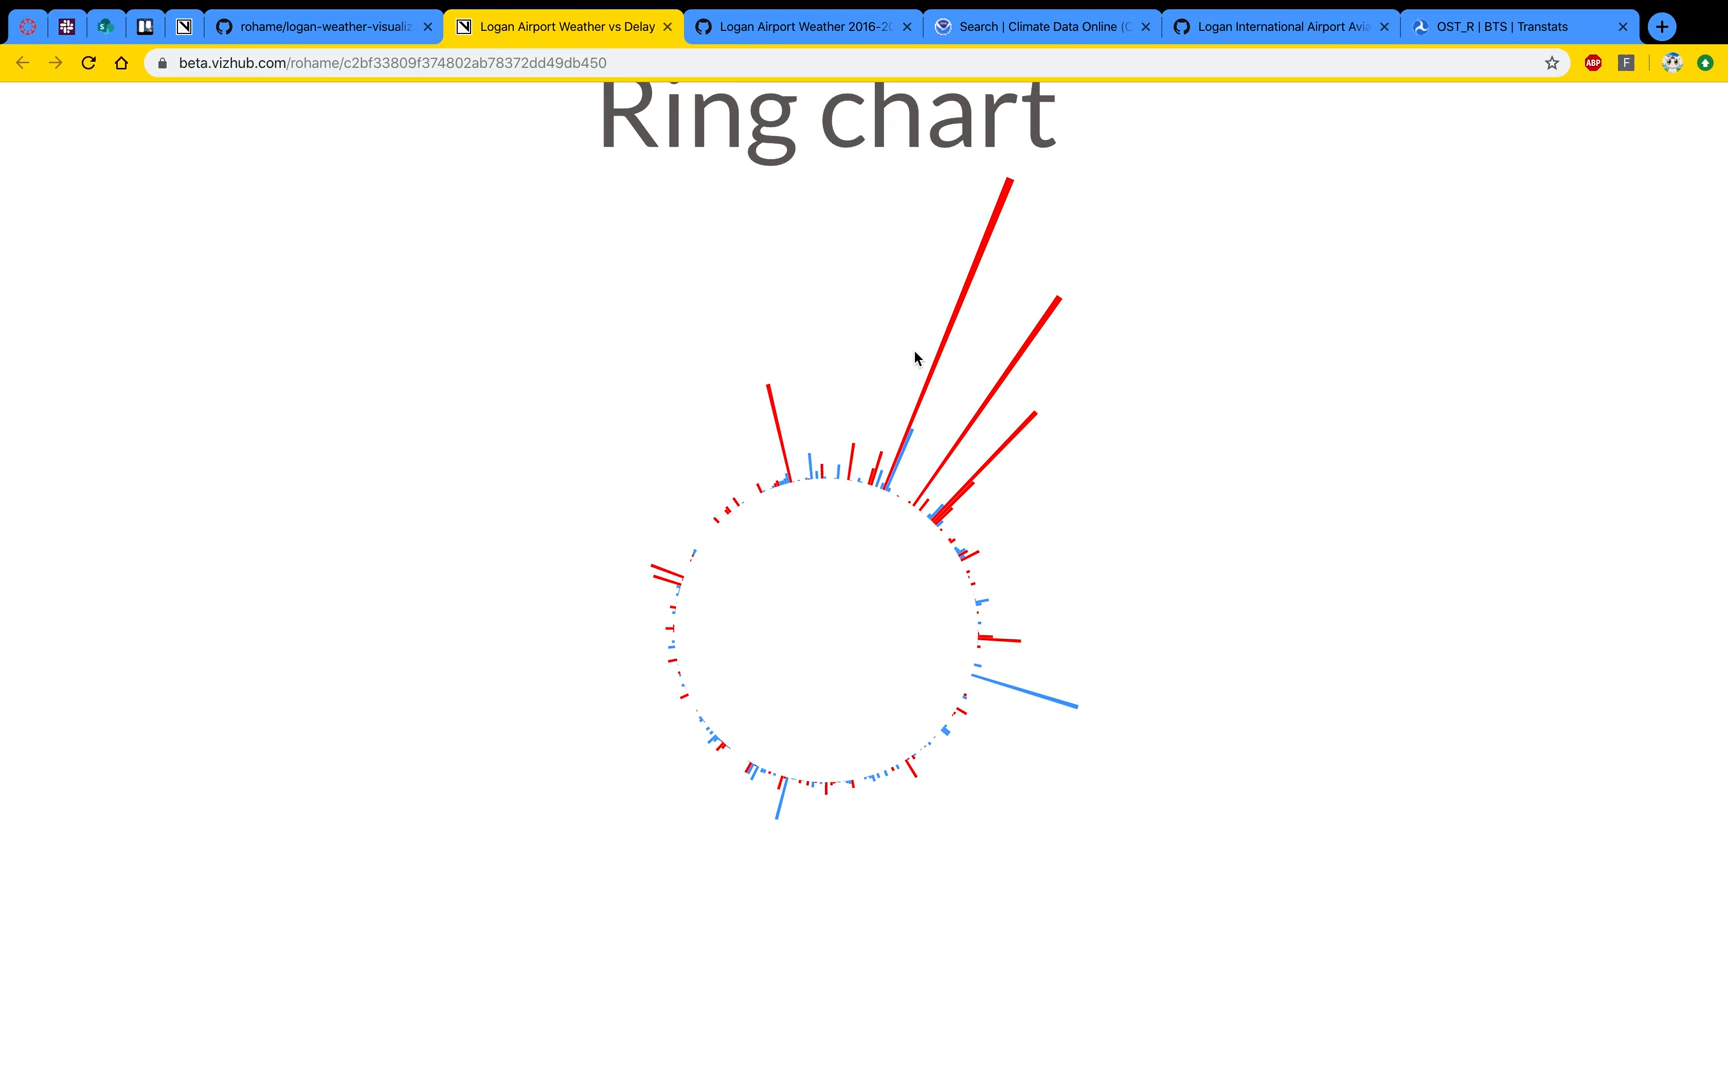 rohame/logan-weather-visualiz
Logan Airport Weather vs Delay
Logan Airport Weather 2016-20
Search | Climate Data Online (C
Logan International Airport Avia
OST_R | BTS | Transtats
beta.vizhub.com/rohame/c2bf33809f374802ab78372dd49db450
ABP
F
Ring chart